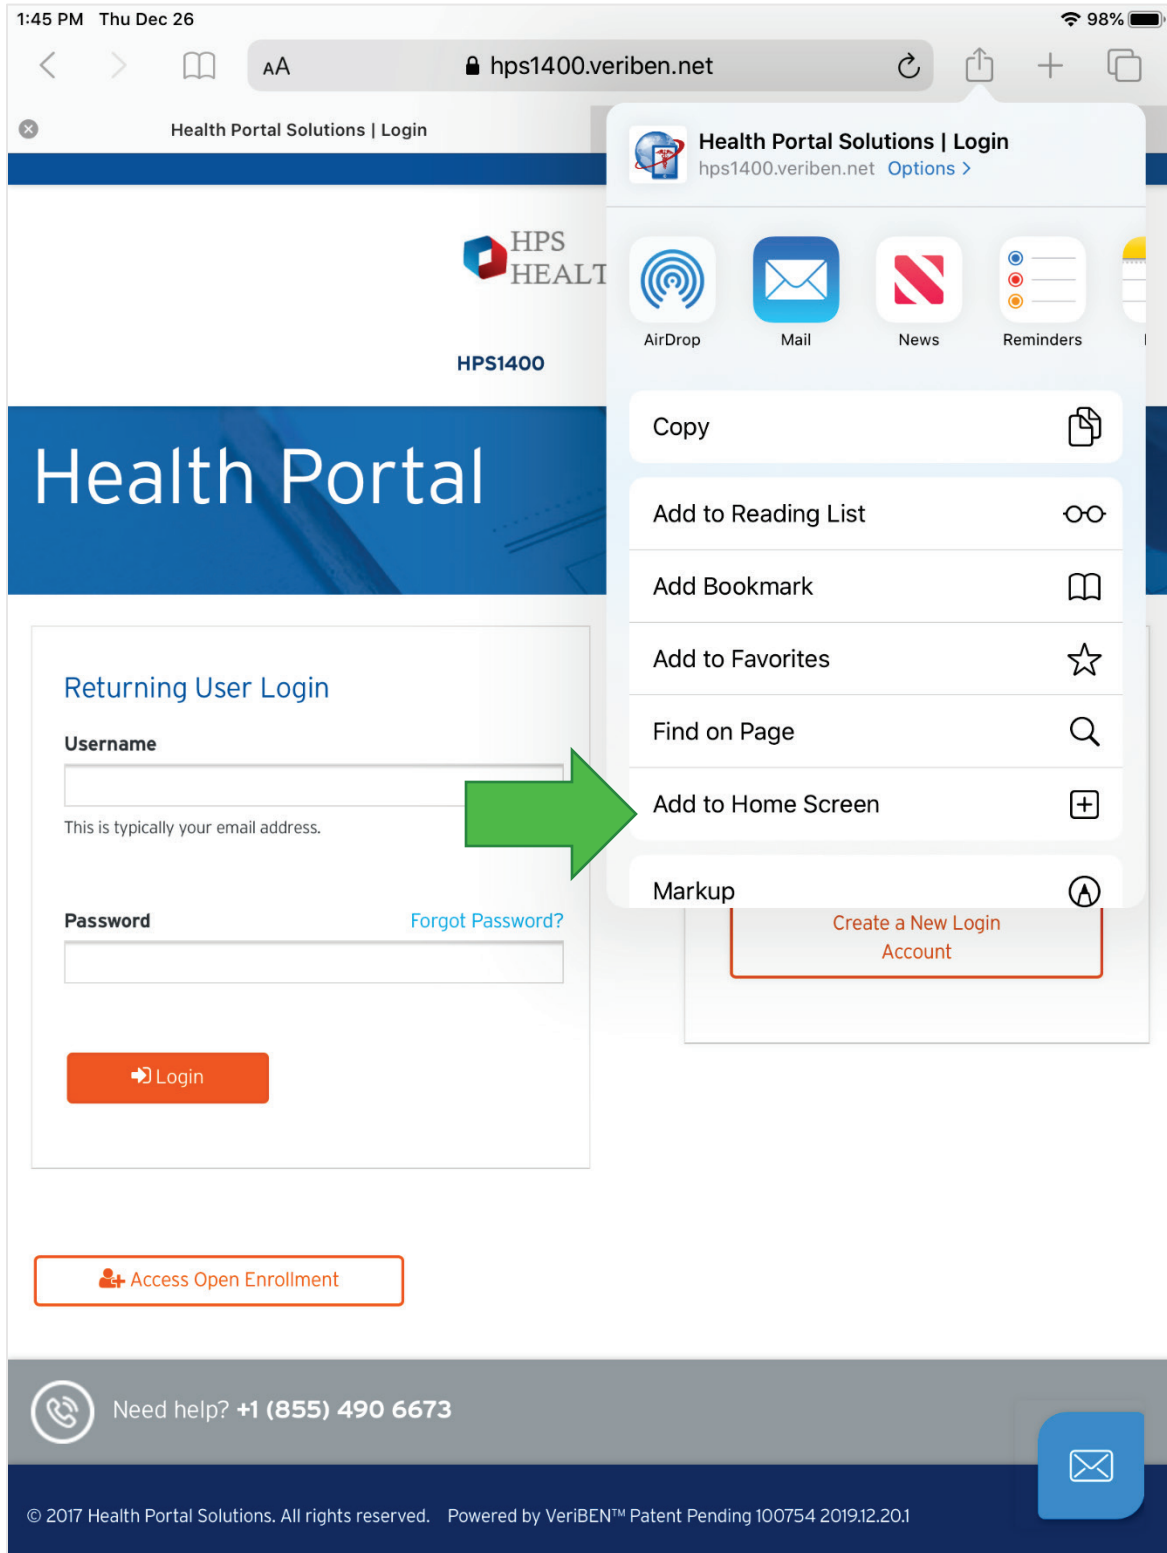 1:45 PM Thu Dec 26 98%
AA hps1400.veriben.net
Health Portal Solutions | Login
Health Portal Solutions | Login
hps1400.veriben.net Options >
HPS
HEALT
HPS1400
AirDrop Mail News Reminders
Copy
Health Portal
Add to Reading List
Add Bookmark
Add to Favorites
Find on Page
Add to Home Screen
Markup
Returning User Login
Username
This is typically your email address.
Password Forgot Password?
Login
Create a New Login
Account
Access Open Enrollment
Need help? +1 (855) 490 6673
© 2017 Health Portal Solutions. All rights reserved. Powered by VeriBEN™ Patent Pending 100754 2019.12.20.1